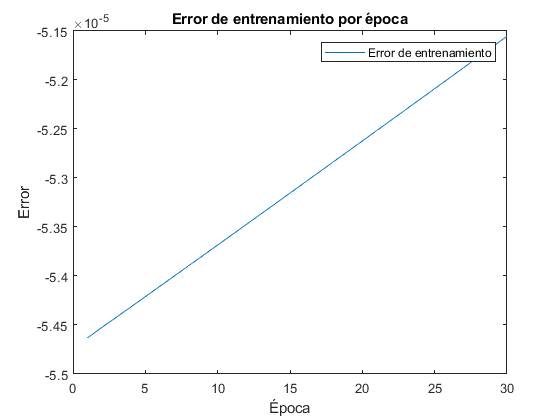 Error de entrenamiento por época
×10-5
Error de entrenamiento
-5.15
-5.2
-5.25
-5.3
-5.35
-5.4
-5.45
-5.5
Error
0 5 10 15 20 25 30
Época